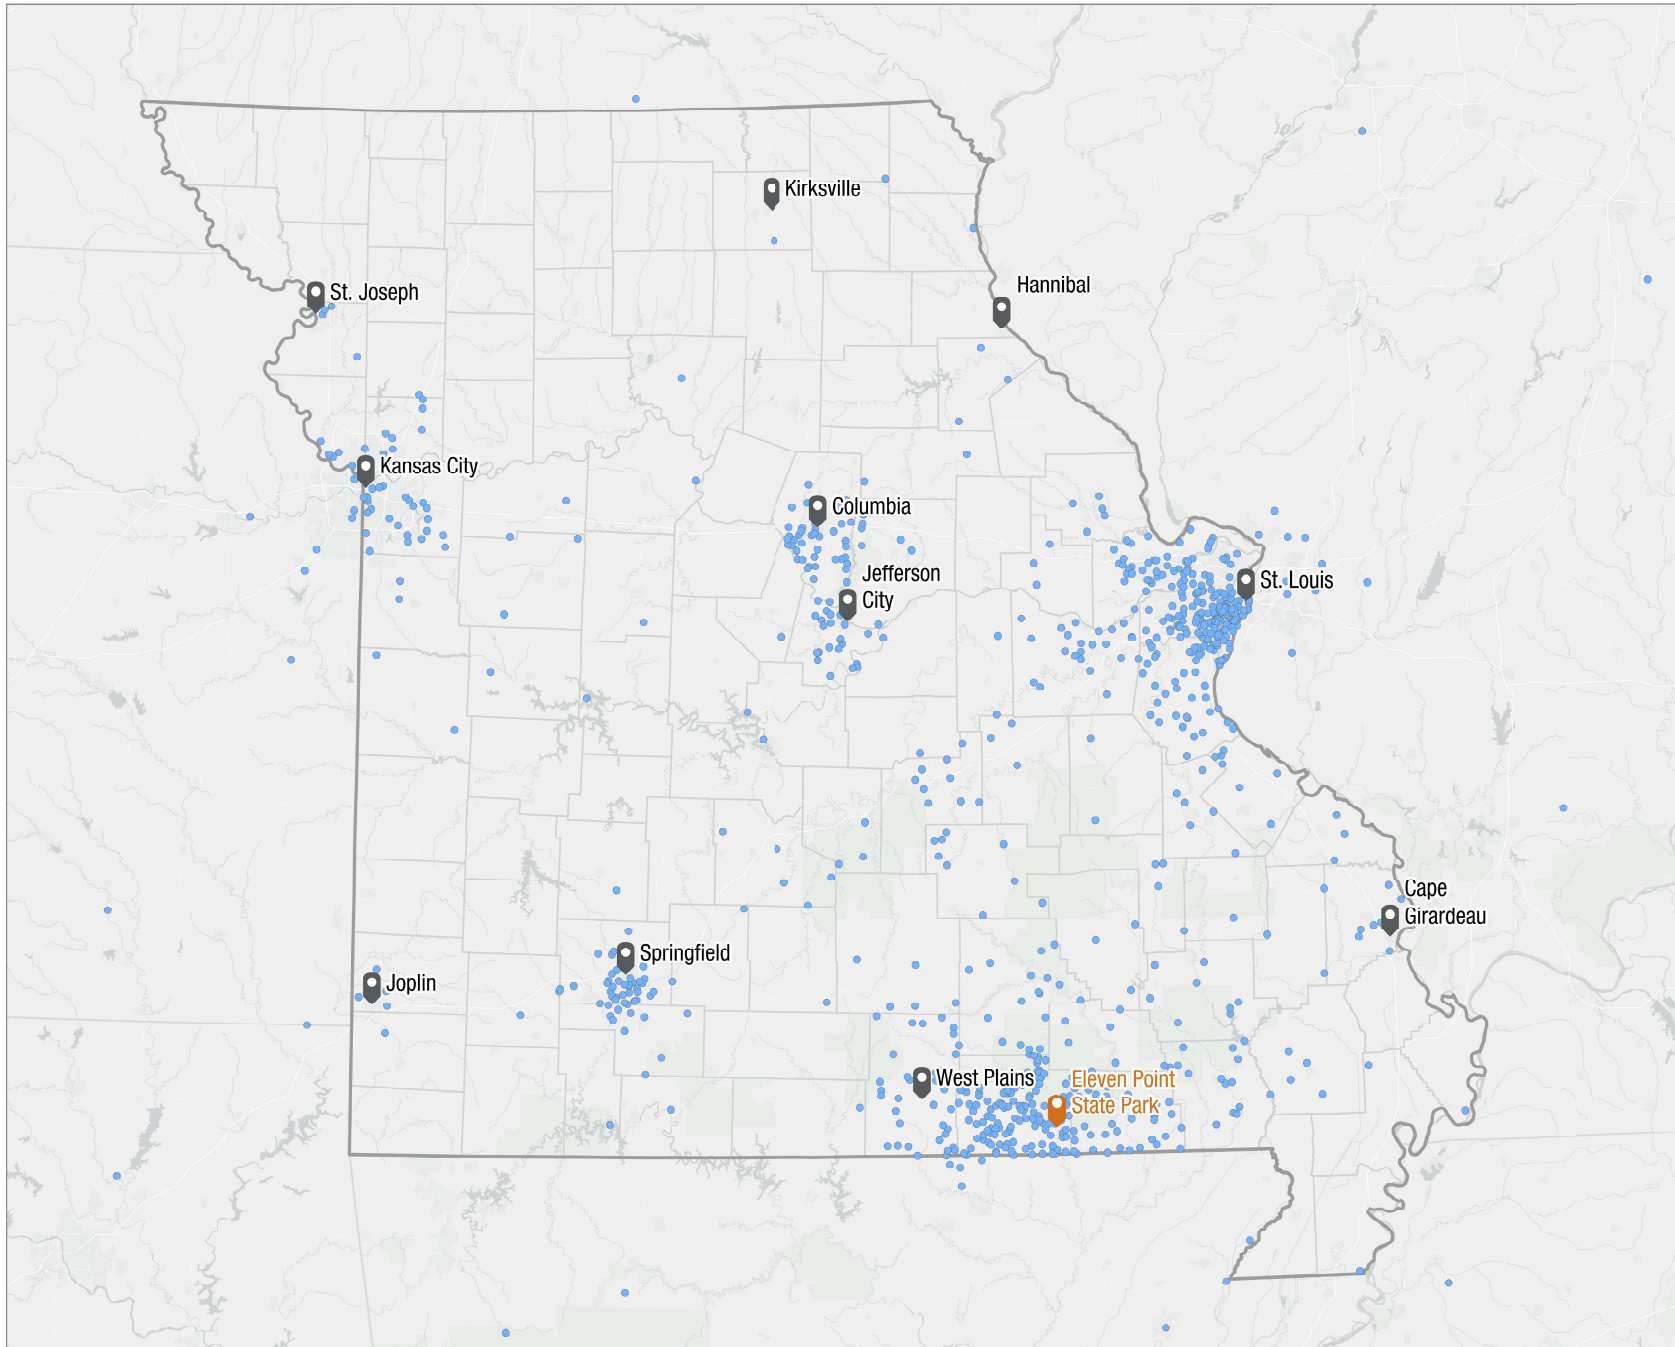 Kirksville
St. Joseph
Hannibal
Kansas City
Columbia
Jefferson
City
St. Louis
Cape
Girardeau
Springfield
Joplin
West Plains
Eleven Point
State Park